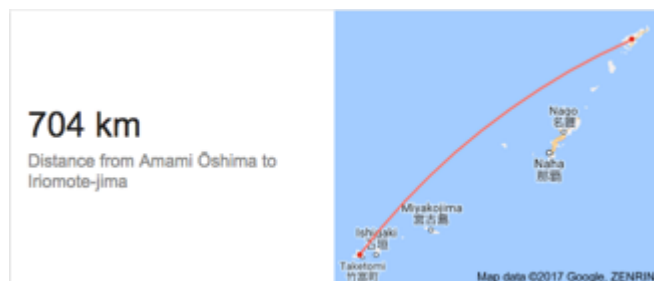 704 km
Distance from Amami Ōshima to
Iriomote-jima
Nago
名護
Naha
那覇
Miyakojima
宮古島
Ishigaki
石垣
Taketomi
竹富町
Map data ©2017 Google, ZENRIN